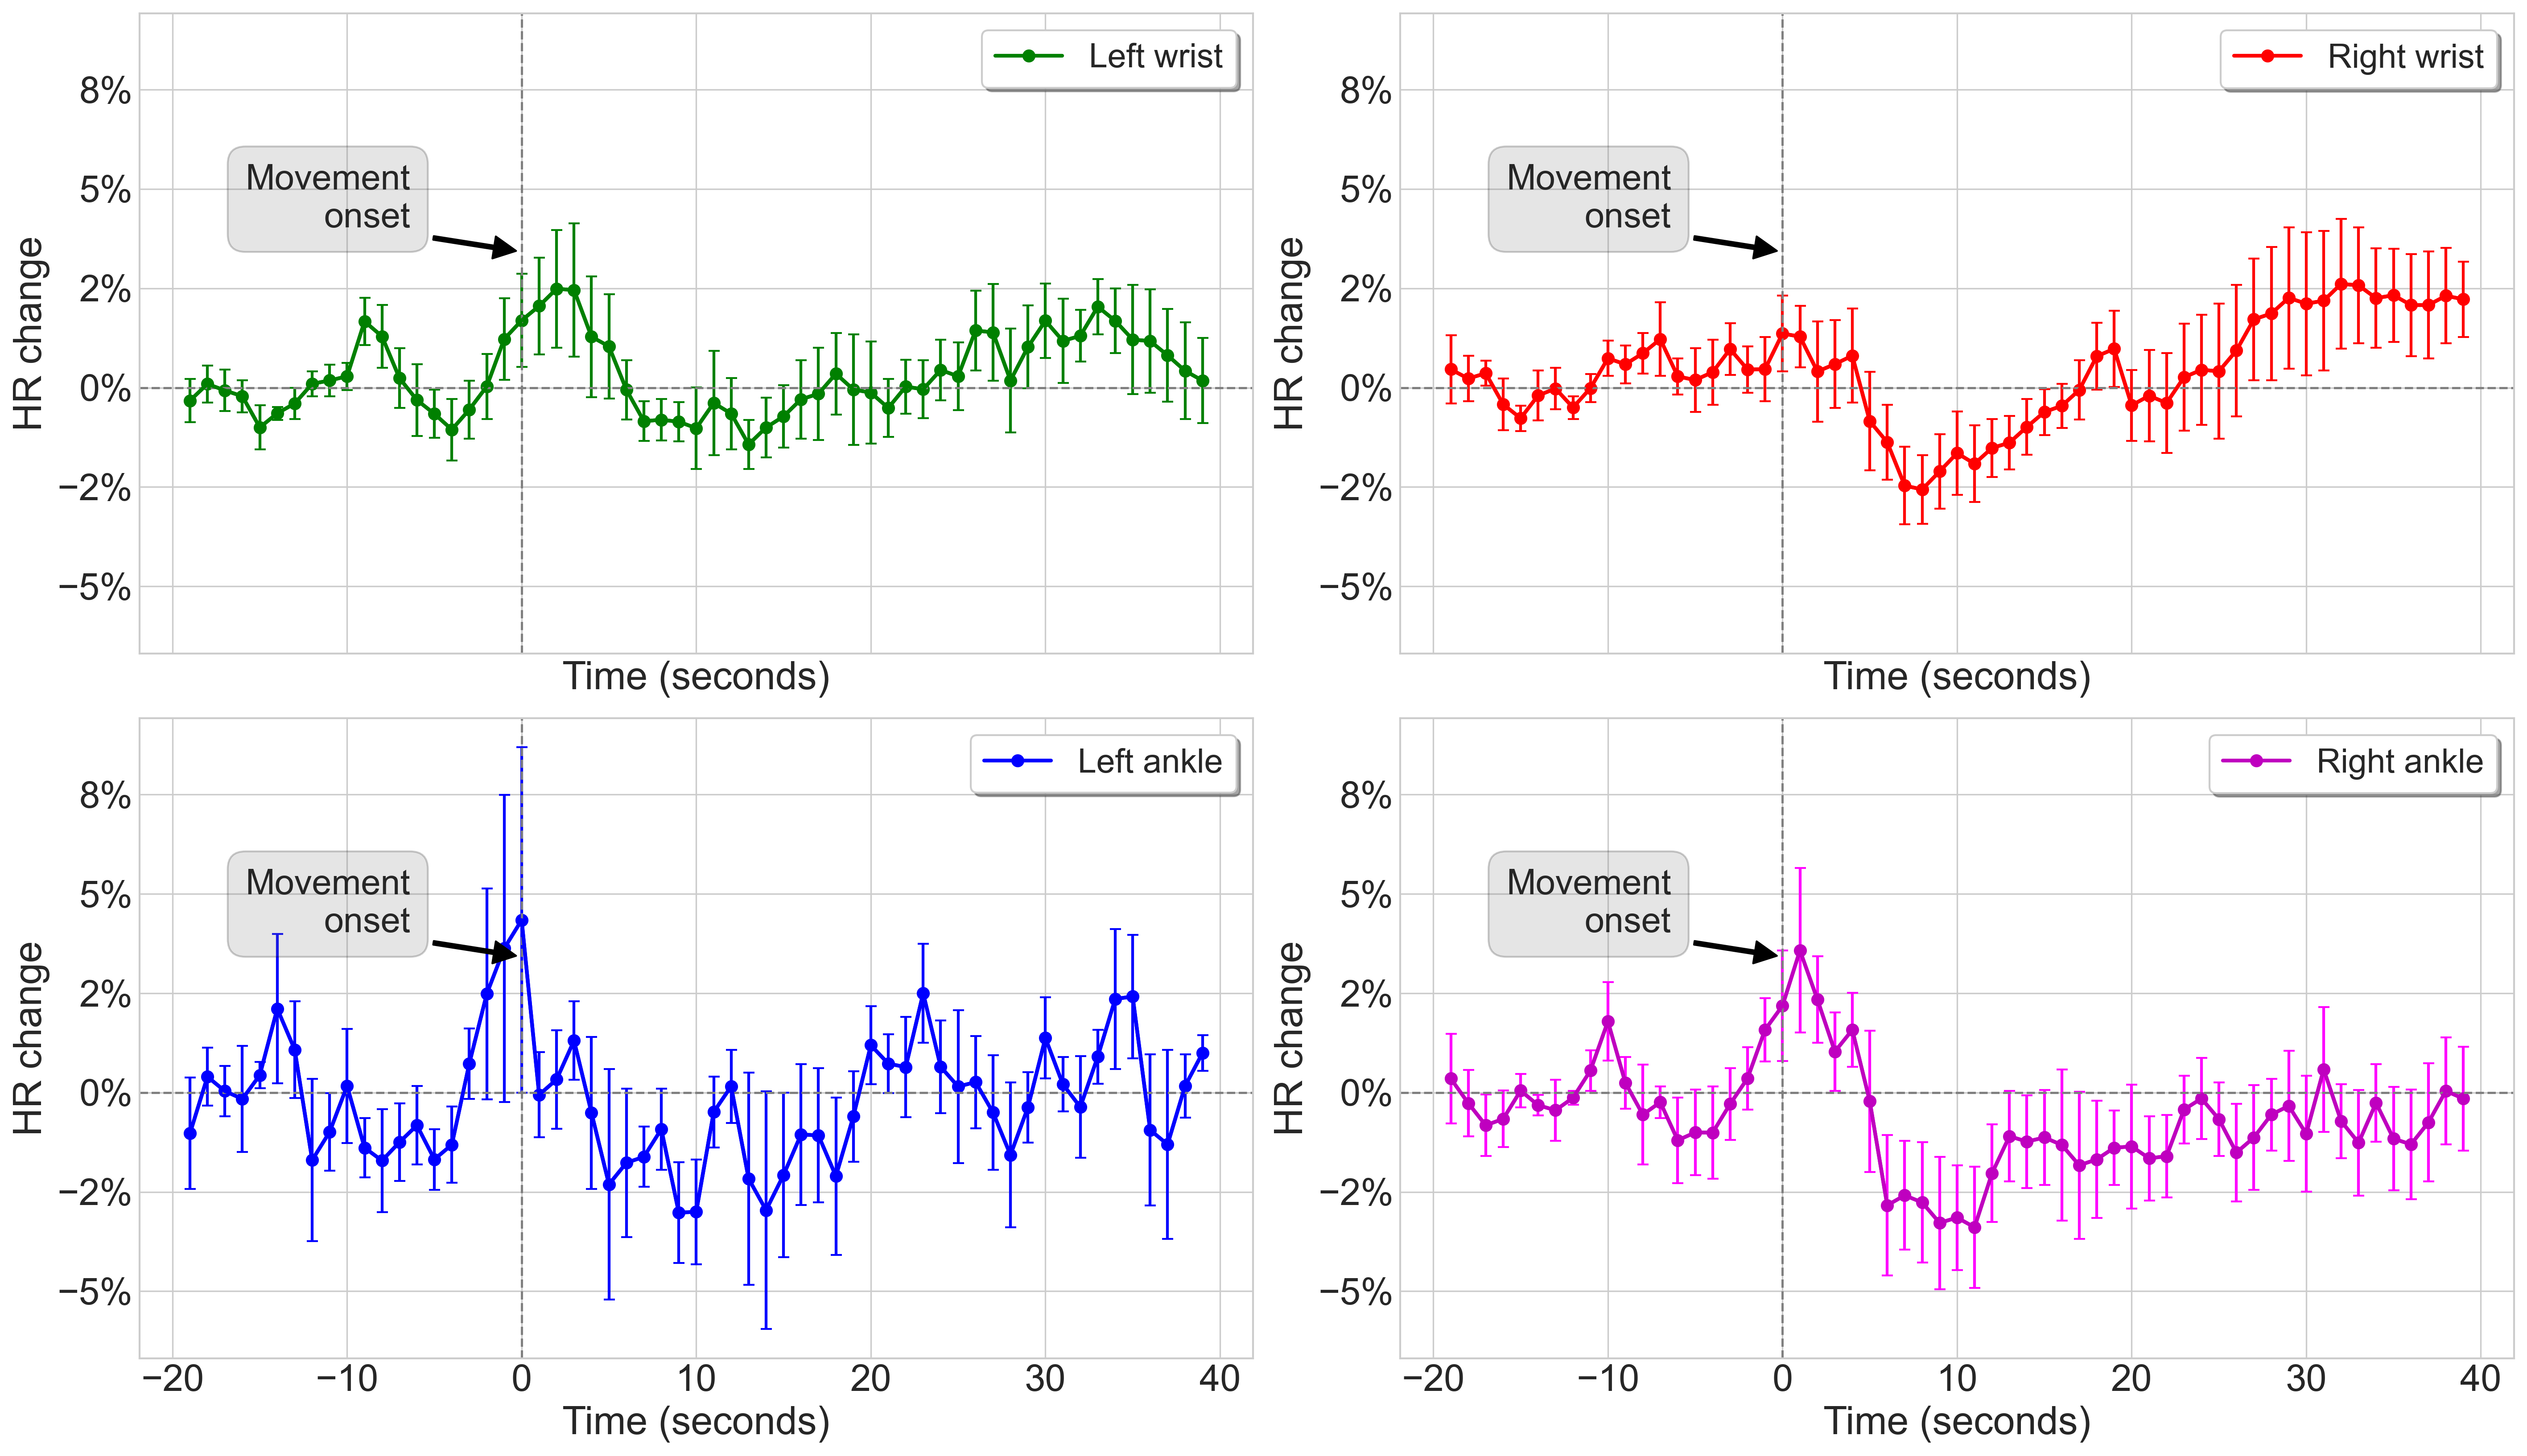 Left wrist
8%
5%
2%
0%
−2%
−5%
HR change
Movement
onset
Time (seconds)
Right wrist
8%
5%
2%
0%
−2%
−5%
HR change
Movement
onset
Time (seconds)
Left ankle
8%
5%
2%
0%
−2%
−5%
HR change
Movement
onset
−20 −10 0 10 20 30 40
Time (seconds)
Right ankle
8%
5%
2%
0%
−2%
−5%
HR change
Movement
onset
−20 −10 0 10 20 30 40
Time (seconds)